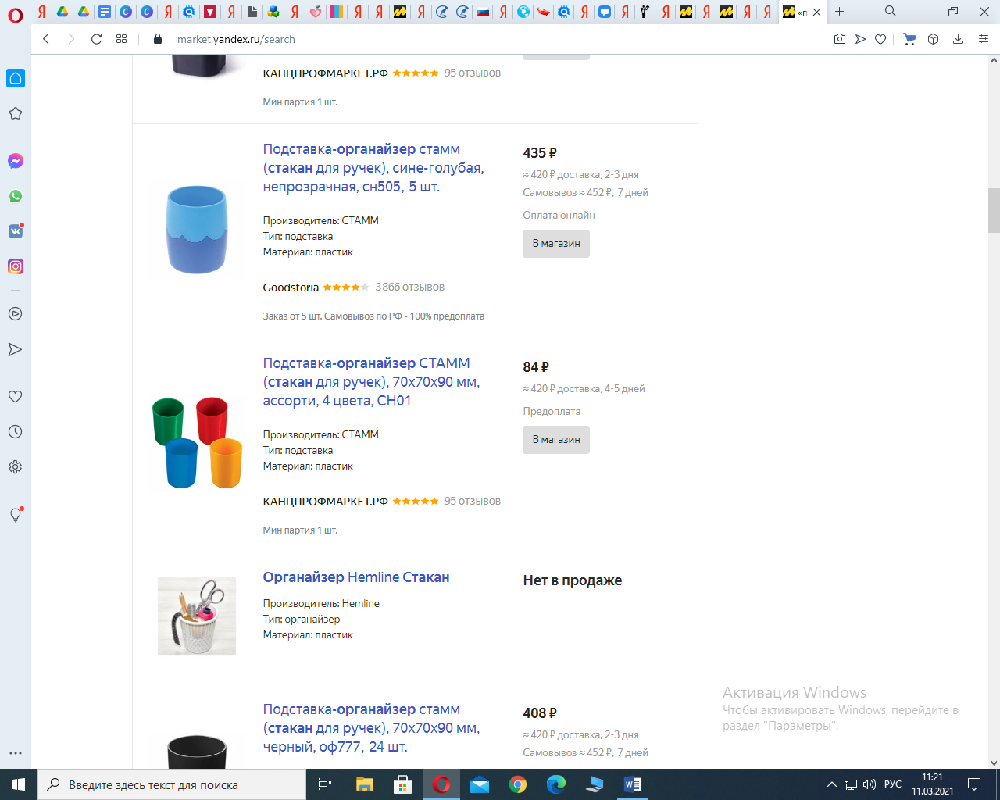 «п
market.yandex.ru/search
КАНЦПРОФМАРКЕТ.РФ 95 отзывов
Мин партия 1 шт.
Подставка-органайзер стамм
(стакан для ручек), сине-голубая,
непрозрачная, сн505, 5 шт.
Производитель: СТАММ
Тип: подставка
Материал: пластик
Goodstoria 3 866 отзывов
Заказ от 5 шт. Самовывоз по РФ - 100% предоплата
435 ₽
≈ 420 ₽ доставка, 2-3 дня
Самовывоз ≈ 452 ₽, 7 дней
Оплата онлайн
В магазин
Подставка-органайзер СТАММ
(стакан для ручек), 70х70х90 мм,
ассорти, 4 цвета, СН01
Производитель: СТАММ
Тип: подставка
Материал: пластик
КАНЦПРОФМАРКЕТ.РФ 95 отзывов
Мин партия 1 шт.
84 ₽
≈ 420 ₽ доставка, 4-5 дней
Предоплата
В магазин
Органайзер Hemline Стакан
Производитель: Hemline
Тип: органайзер
Материал: пластик
Нет в продаже
Подставка-органайзер стамм
(стакан для ручек), 70х70х90 мм,
черный, оф777, 24 шт.
408 ₽
≈ 420 ₽ доставка, 2-3 дня
Самовывоз ≈ 452 ₽, 7 дней
Активация Windows
Чтобы активировать Windows, перейдите в
раздел "Параметры".
Введите здесь текст для поиска
РУС
11:21
11.03.2021